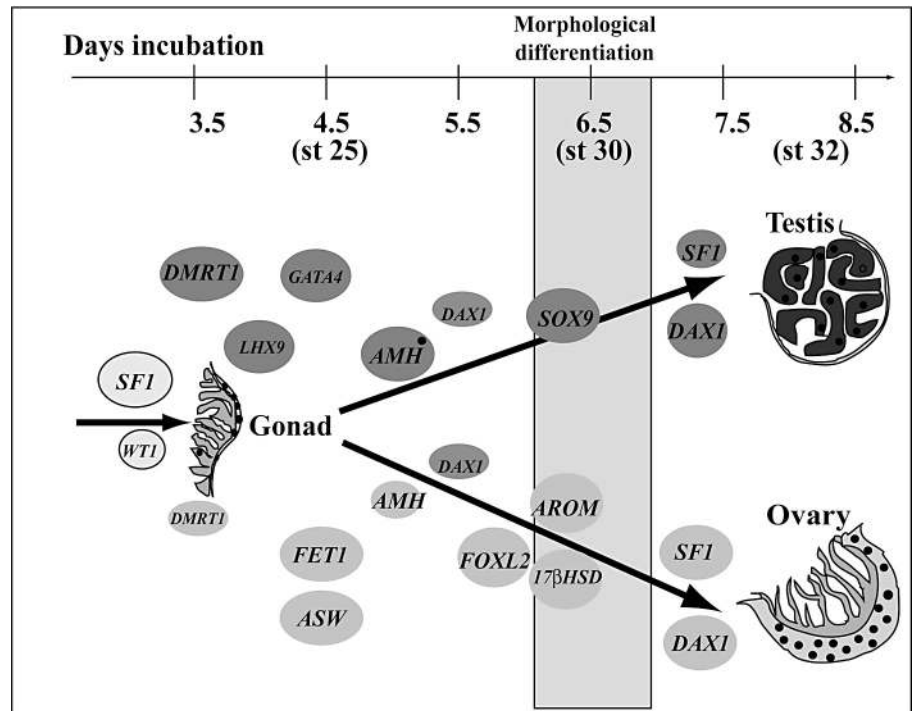 Days incubation
Morphological
differentiation
3.5
4.5
5.5
6.5
7.5
8.5
(st 25)
(st 30)
(st 32)
Testis
DMRT1
GATA4
SF1
DAX1
SOX9
DAX1
LHX9
AMH
SF1
Gonad
WT1
DAX1
AMH
AROM
Ovary
DMRT1
FET1
FOXL2
17βHSD
SF1
ASW
DAX1